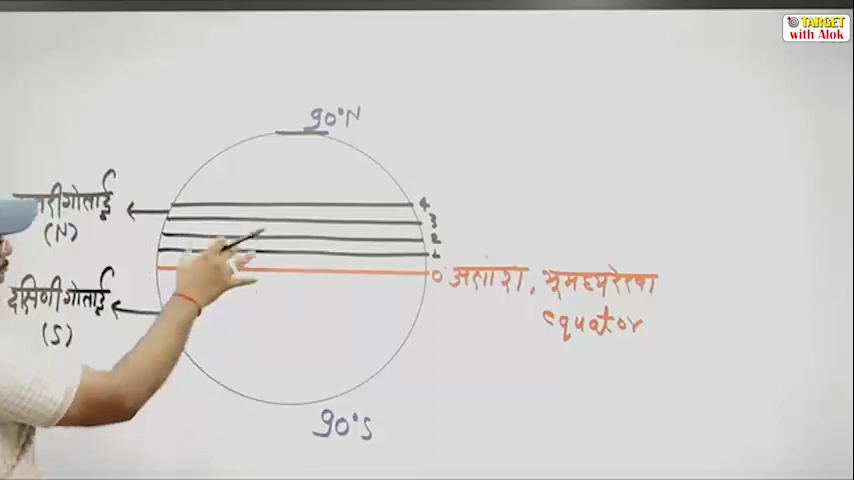 TARGET
with Alok
90°N
गोलार्द्ध
(N)
4
3
2
1
0 अक्षांश, भूमध्यरेखा
equator
दक्षिणी गोलार्द्ध
(S)
90°S